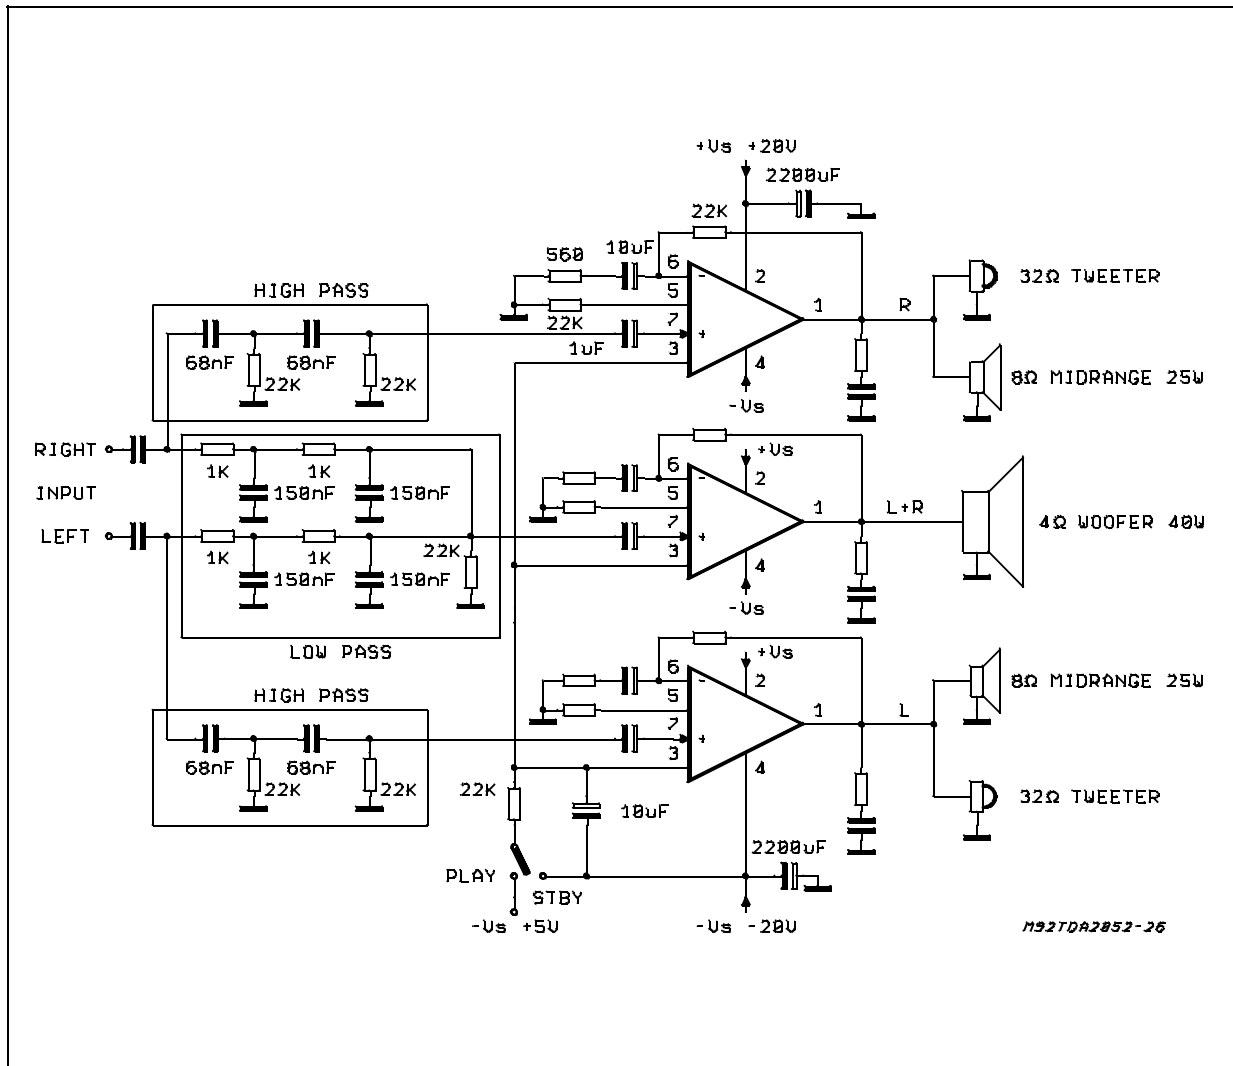 +Vs +20V
2200uF
22K
10uF
560
6
-
2
5
HIGH PASS
1
R
32Ω TWEETER
22K
7
+
1uF
3
68nF
68nF
22K
22K
4
8Ω MIDRANGE 25W
-Vs
RIGHT
1K
1K
+Vs
6
-
2
INPUT
150nF
150nF
5
1
L+R
4Ω WOOFER 40W
LEFT
7
+
1K
1K
22K
3
150nF
150nF
4
-Vs
LOW PASS
+Vs
6
-
2
8Ω MIDRANGE 25W
HIGH PASS
5
1
L
7
+
3
68nF
68nF
4
22K
22K
22K
10uF
32Ω TWEETER
2200uF
PLAY
STBY
-Vs +5V
-Vs -20V
M92TDA2052-26